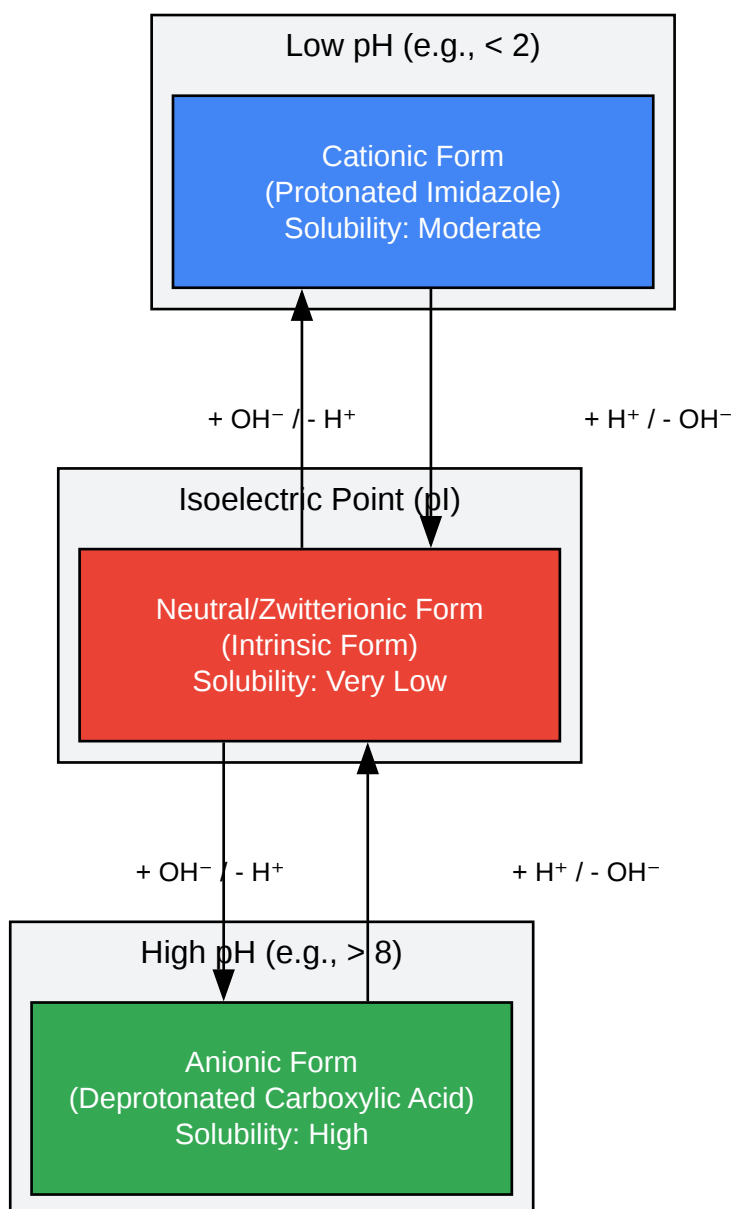 Low pH (e.g., < 2)
Cationic Form
(Protonated Imidazole)
Solubility: Moderate
+ OH⁻ / - H⁺
+ H⁺ / - OH⁻
Isoelectric Point (pI)
Neutral/Zwitterionic Form
(Intrinsic Form)
Solubility: Very Low
+ OH⁻ / - H⁺
+ H⁺ / - OH⁻
High pH (e.g., > 8)
Anionic Form
(Deprotonated Carboxylic Acid)
Solubility: High